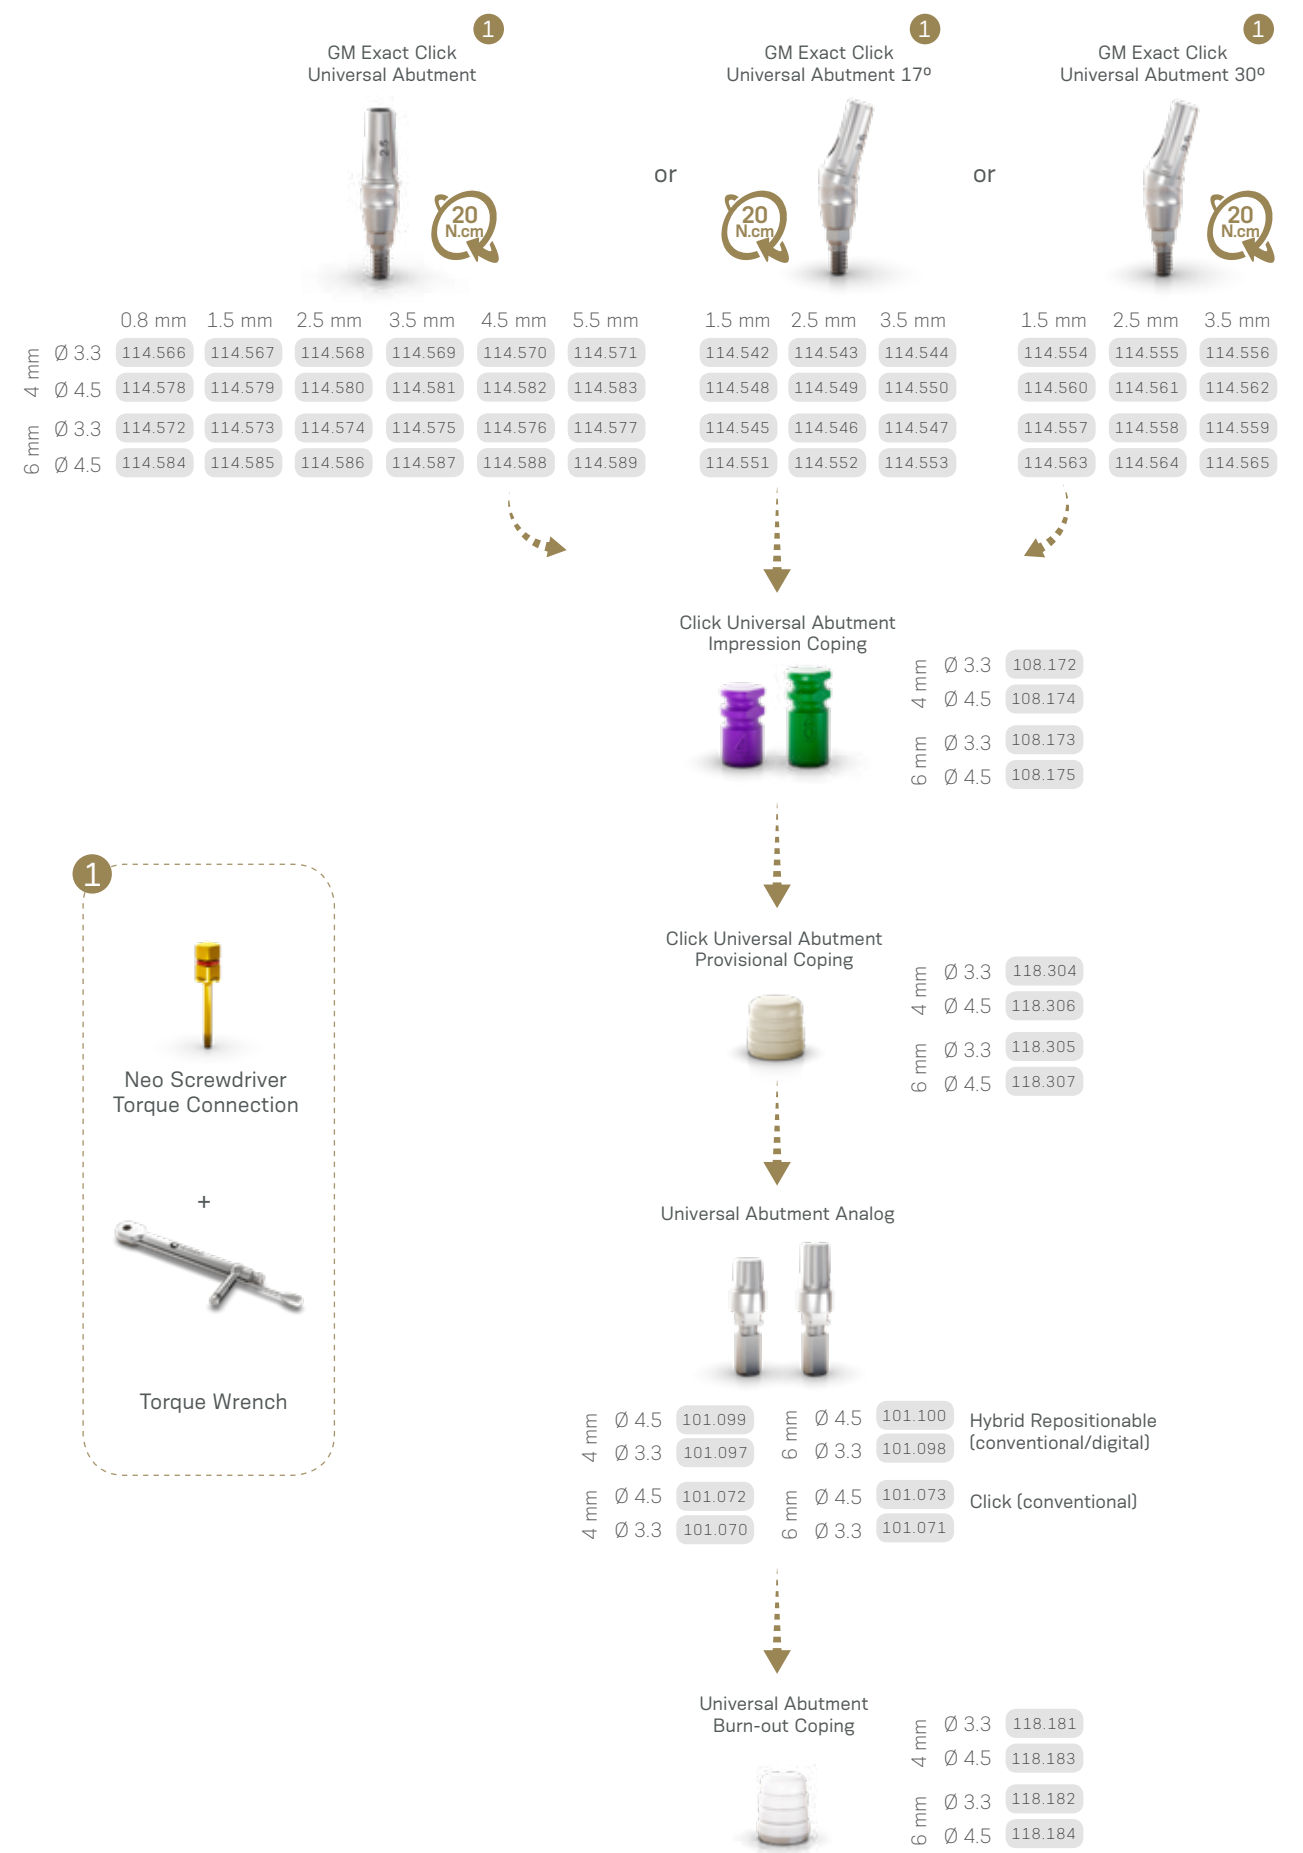 1
GM Exact Click
Universal Abutment
2.5
20
N.cm
or
1
GM Exact Click
Universal Abutment 17º
20
N.cm
or
1
GM Exact Click
Universal Abutment 30º
20
N.cm
0.8 mm 1.5 mm 2.5 mm 3.5 mm 4.5 mm 5.5 mm
4 mm
Ø 3.3 114.566 114.567 114.568 114.569 114.570 114.571
Ø 4.5 114.578 114.579 114.580 114.581 114.582 114.583
6 mm
Ø 3.3 114.572 114.573 114.574 114.575 114.576 114.577
Ø 4.5 114.584 114.585 114.586 114.587 114.588 114.589
1.5 mm 2.5 mm 3.5 mm
114.542 114.543 114.544
114.548 114.549 114.550
114.545 114.546 114.547
114.551 114.552 114.553
1.5 mm 2.5 mm 3.5 mm
114.554 114.555 114.556
114.560 114.561 114.562
114.557 114.558 114.559
114.563 114.564 114.565
Click Universal Abutment
Impression Coping
4 mm
Ø 3.3 108.172
Ø 4.5 108.174
6 mm
Ø 3.3 108.173
Ø 4.5 108.175
1
Neo Screwdriver
Torque Connection
+
Torque Wrench
Click Universal Abutment
Provisional Coping
4 mm
Ø 3.3 118.304
Ø 4.5 118.306
6 mm
Ø 3.3 118.305
Ø 4.5 118.307
Universal Abutment Analog
4 mm
Ø 4.5 101.099
Ø 3.3 101.097
6 mm
Ø 4.5 101.100
Ø 3.3 101.098
Hybrid Repositionable
(conventional/digital)
4 mm
Ø 4.5 101.072
Ø 3.3 101.070
6 mm
Ø 4.5 101.073
Ø 3.3 101.071
Click (conventional)
Universal Abutment
Burn-out Coping
4 mm
Ø 3.3 118.181
Ø 4.5 118.183
6 mm
Ø 3.3 118.182
Ø 4.5 118.184